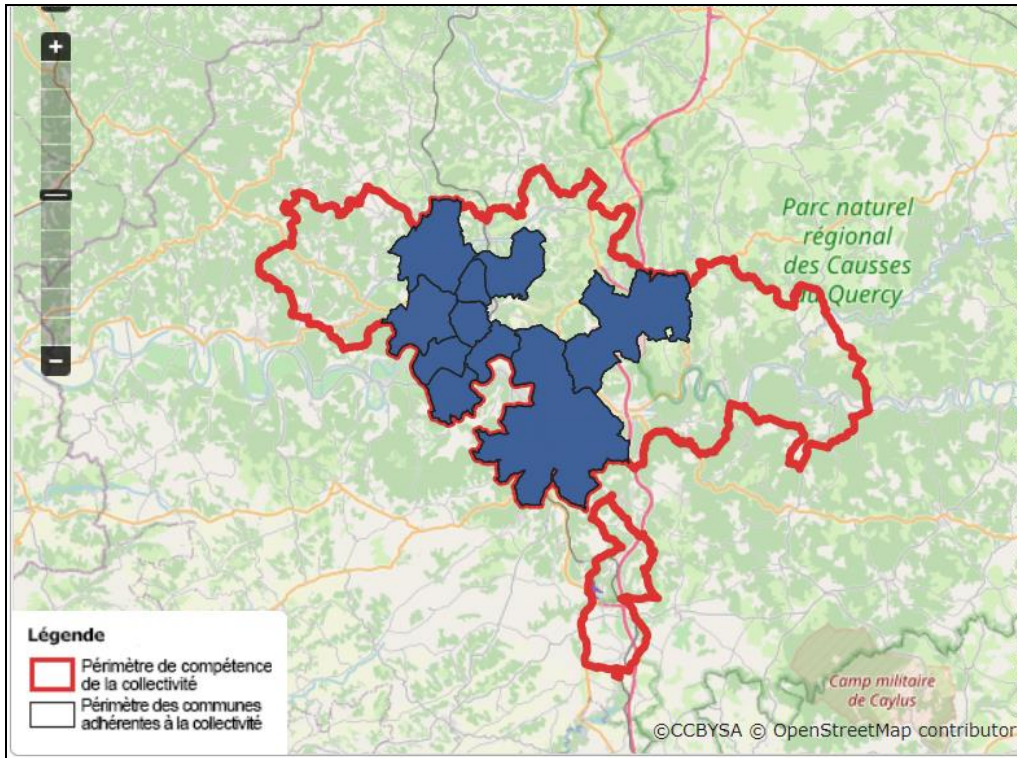 +
Parc naturel
régional
des Causses
du Quercy
−
Légende
Périmètre de compétence
de la collectivité
Périmètre des communes
adhérentes à la collectivité
Camp militaire
de Caylus
©CCBYSA © OpenStreetMap contributor